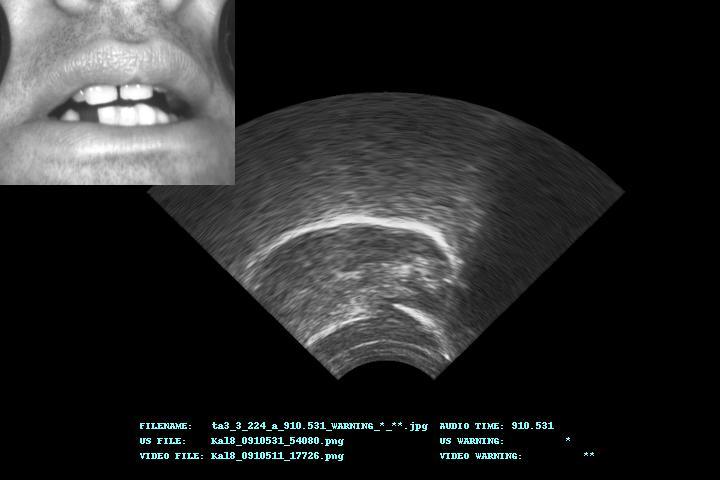 FILENAME: ta3_3_224_a_910.531_WARNING_*_**.jpg AUDIO TIME: 910.531
US FILE: Kal8_0910531_54080.png US WARNING: *
VIDEO FILE: Kal8_0910511_17726.png VIDEO WARNING: **